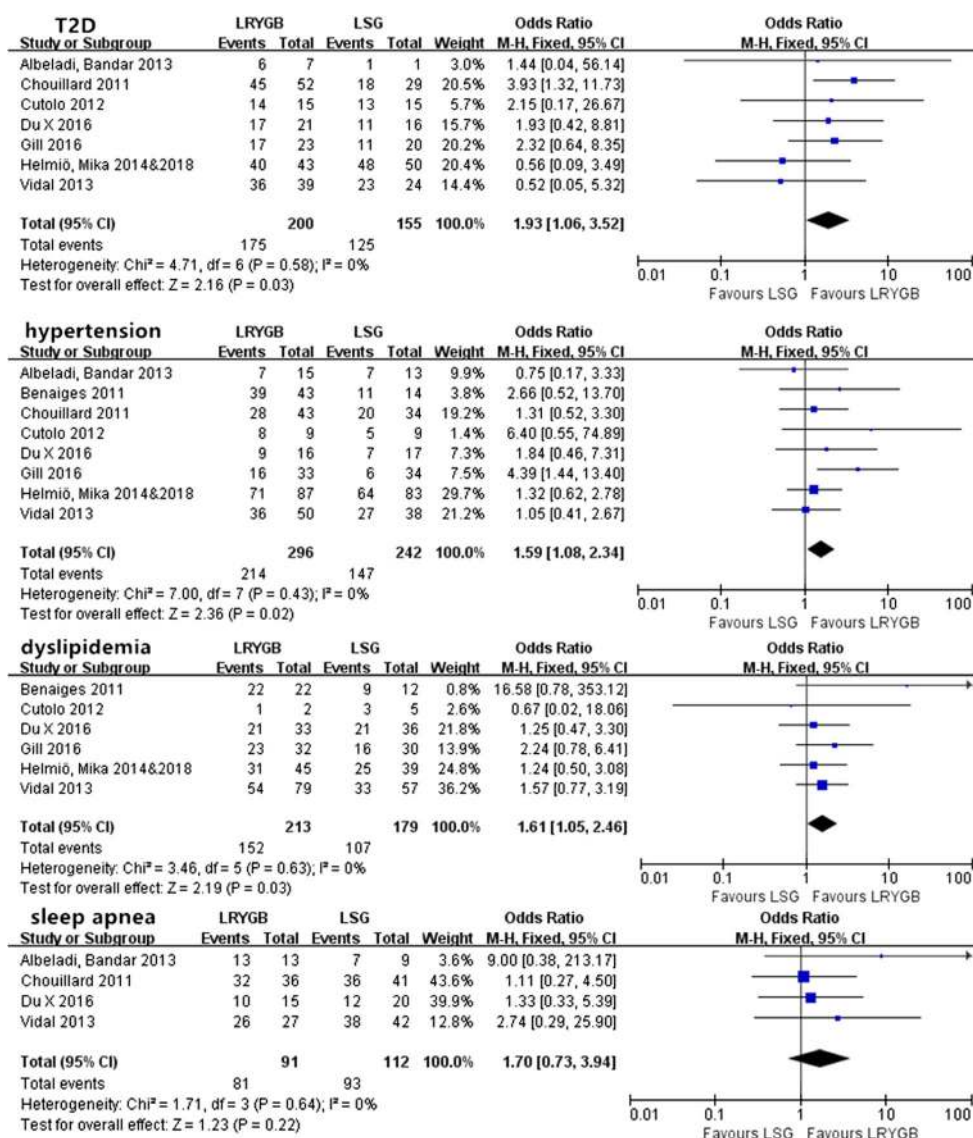 T2D LRYGB LSG Odds Ratio Odds Ratio
Study or Subgroup Events Total Events Total Weight M-H, Fixed, 95% CI M-H, Fixed, 95% CI
Albeladi, Bandar 2013 6 7 1 1 3.0% 1.44 [0.04, 56.14]
Chouillard 2011 45 52 18 29 20.5% 3.93 [1.32, 11.73]
Cutolo 2012 14 15 13 15 5.7% 2.15 [0.17, 26.67]
Du X 2016 17 21 11 16 15.7% 1.93 [0.42, 8.81]
Gill 2016 17 23 11 20 20.2% 2.32 [0.64, 8.35]
Helmiö, Mika 2014&2018 40 43 48 50 20.4% 0.56 [0.09, 3.49]
Vidal 2013 36 39 23 24 14.4% 0.52 [0.05, 5.32]
Total (95% CI) 200 155 100.0% 1.93 [1.06, 3.52]
Total events 175 125
Heterogeneity: Chi² = 4.71, df = 6 (P = 0.58); I² = 0%
Test for overall effect: Z = 2.16 (P = 0.03)
0.01 0.1 1 10 100
Favours LSG Favours LRYGB
hypertension LRYGB LSG Odds Ratio Odds Ratio
Study or Subgroup Events Total Events Total Weight M-H, Fixed, 95% CI M-H, Fixed, 95% CI
Albeladi, Bandar 2013 7 15 7 13 9.9% 0.75 [0.17, 3.33]
Benaiges 2011 39 43 11 14 3.8% 2.66 [0.52, 13.70]
Chouillard 2011 28 43 20 34 19.2% 1.31 [0.52, 3.30]
Cutolo 2012 8 9 5 9 1.4% 6.40 [0.55, 74.89]
Du X 2016 9 16 7 17 7.3% 1.84 [0.46, 7.31]
Gill 2016 16 33 6 34 7.5% 4.39 [1.44, 13.40]
Helmiö, Mika 2014&2018 71 87 64 83 29.7% 1.32 [0.62, 2.78]
Vidal 2013 36 50 27 38 21.2% 1.05 [0.41, 2.67]
Total (95% CI) 296 242 100.0% 1.59 [1.08, 2.34]
Total events 214 147
Heterogeneity: Chi² = 7.00, df = 7 (P = 0.43); I² = 0%
Test for overall effect: Z = 2.36 (P = 0.02)
0.01 0.1 1 10 100
Favours LSG Favours LRYGB
dyslipidemia LRYGB LSG Odds Ratio Odds Ratio
Study or Subgroup Events Total Events Total Weight M-H, Fixed, 95% CI M-H, Fixed, 95% CI
Benaiges 2011 22 22 9 12 0.8% 16.58 [0.78, 353.12]
Cutolo 2012 1 2 3 5 2.6% 0.67 [0.02, 18.06]
Du X 2016 21 33 21 36 21.8% 1.25 [0.47, 3.30]
Gill 2016 23 32 16 30 13.9% 2.24 [0.78, 6.41]
Helmiö, Mika 2014&2018 31 45 25 39 24.8% 1.24 [0.50, 3.08]
Vidal 2013 54 79 33 57 36.2% 1.57 [0.77, 3.19]
Total (95% CI) 213 179 100.0% 1.61 [1.05, 2.46]
Total events 152 107
Heterogeneity: Chi² = 3.46, df = 5 (P = 0.63); I² = 0%
Test for overall effect: Z = 2.19 (P = 0.03)
0.01 0.1 1 10 100
Favours LSG Favours LRYGB
sleep apnea LRYGB LSG Odds Ratio Odds Ratio
Study or Subgroup Events Total Events Total Weight M-H, Fixed, 95% CI M-H, Fixed, 95% CI
Albeladi, Bandar 2013 13 13 7 9 3.6% 9.00 [0.38, 213.17]
Chouillard 2011 32 36 36 41 43.6% 1.11 [0.27, 4.50]
Du X 2016 10 15 12 20 39.9% 1.33 [0.33, 5.39]
Vidal 2013 26 27 38 42 12.8% 2.74 [0.29, 25.90]
Total (95% CI) 91 112 100.0% 1.70 [0.73, 3.94]
Total events 81 93
Heterogeneity: Chi² = 1.71, df = 3 (P = 0.64); I² = 0%
Test for overall effect: Z = 1.23 (P = 0.22)
0.01 0.1 1 10 100
Favours LSG Favours LRYGB